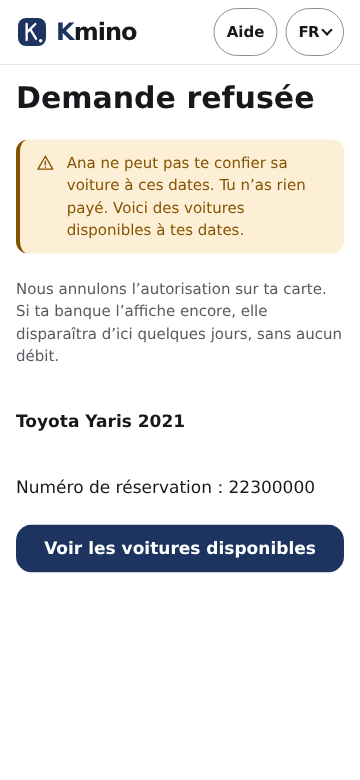 K. Kmino
Aide
FR
Demande refusée
Ana ne peut pas te confier sa
voiture à ces dates. Tu n’as rien
payé. Voici des voitures
disponibles à tes dates.
Nous annulons l’autorisation sur ta carte.
Si ta banque l’affiche encore, elle
disparaîtra d’ici quelques jours, sans aucun
débit.
Toyota Yaris 2021
Numéro de réservation : 22300000
Voir les voitures disponibles